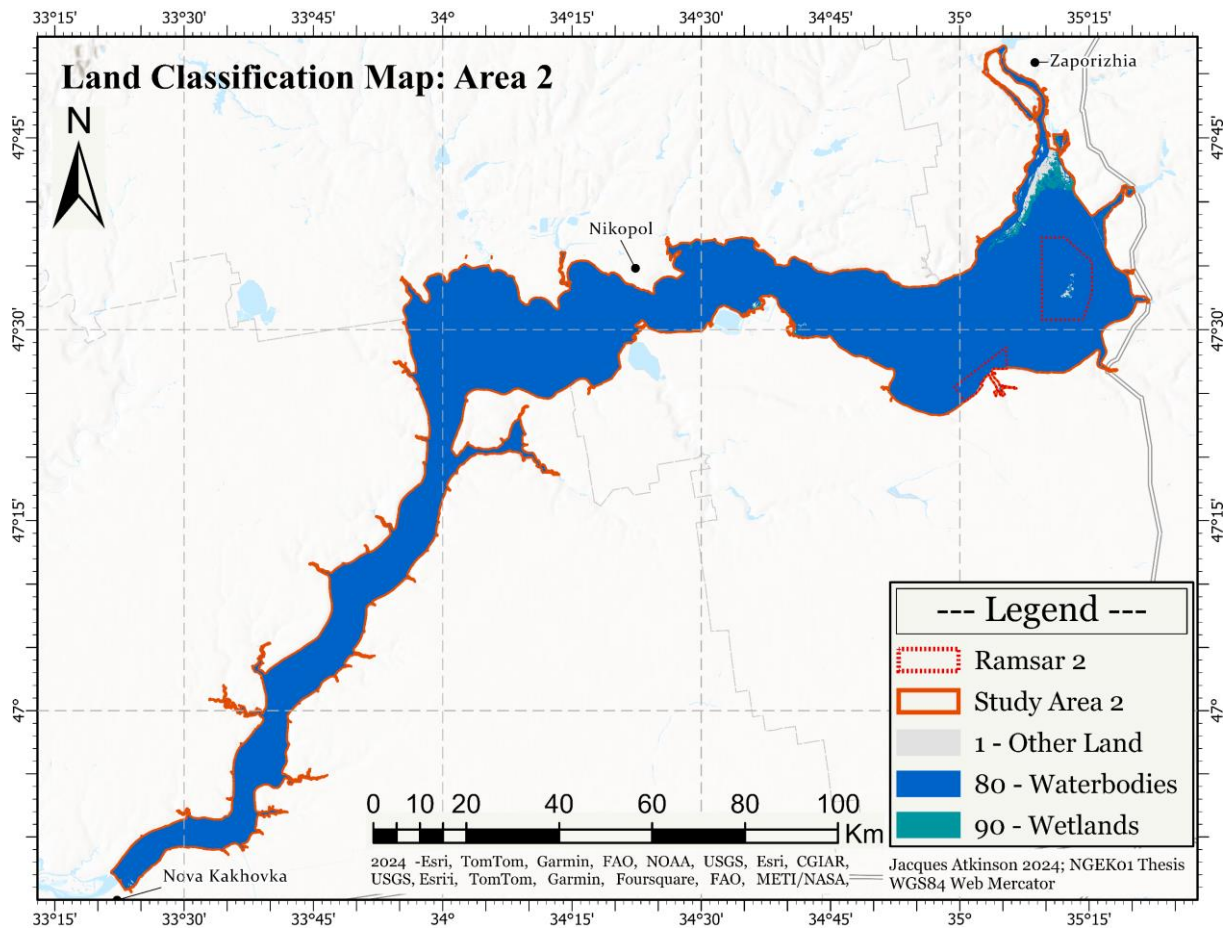 33°15' 33°30' 33°45' 34° 34°15' 34°30' 34°45' 35° 35°15'
Land Classification Map: Area 2
Zaporizhia
N
47°45' 47°45'
Nikopol
47°30' 47°30'
47°15' 47°15'
--- Legend ---
Ramsar 2
Study Area 2
47° 47°
1 - Other Land
80 - Waterbodies
90 - Wetlands
0 10 20 40 60 80 100
Km
2024 -Esri, TomTom, Garmin, FAO, NOAA, USGS, Esri, CGIAR,
USGS, Esrii, TomTom, Garmin, Foursquare, FAO, METI/NASA,
Jacques Atkinson 2024; NGEK01 Thesis
WGS84 Web Mercator
Nova Kakhovka
33°15' 33°30' 33°45' 34° 34°15' 34°30' 34°45' 35° 35°15'